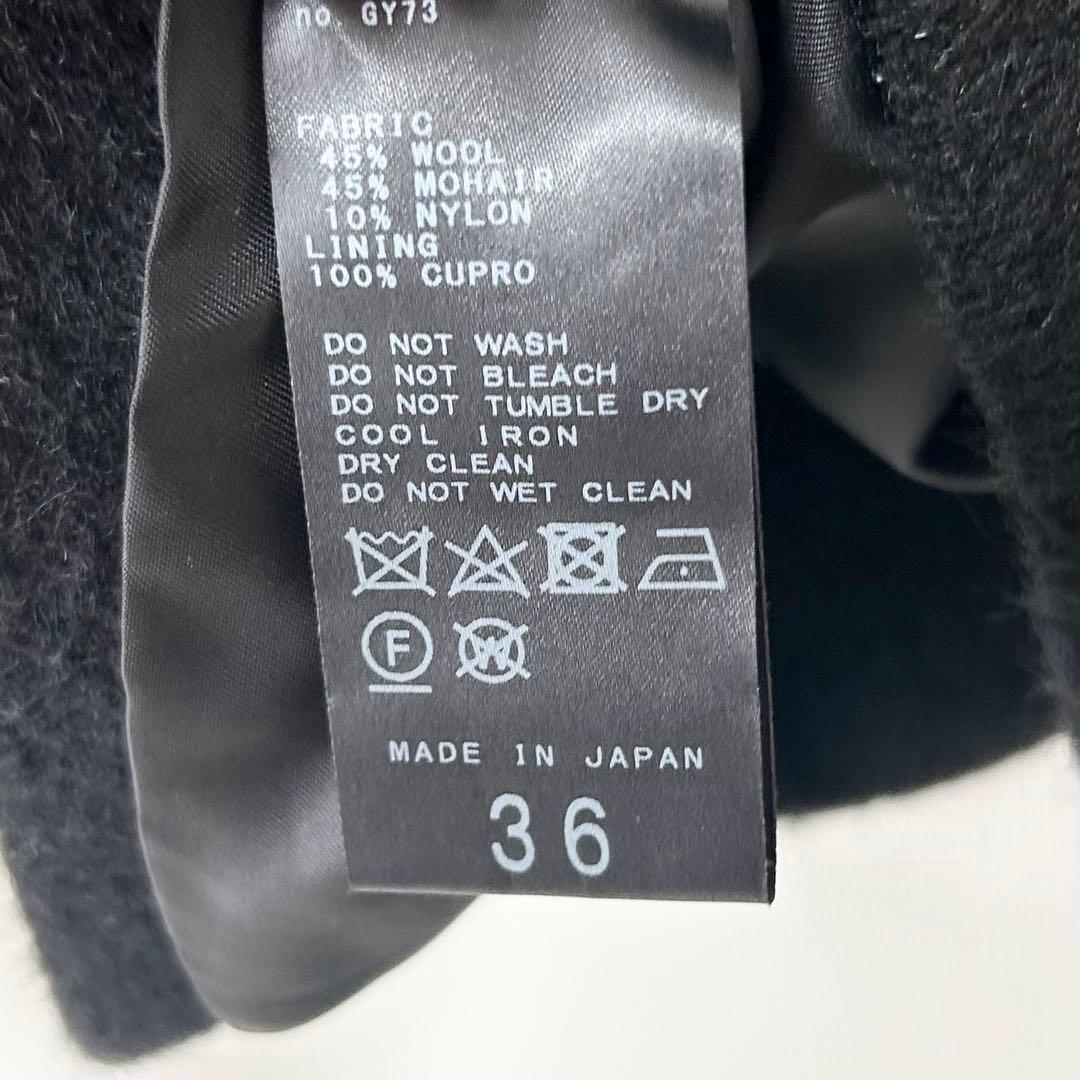 no. GY73
FABRIC
45% WOOL
45% MOHAIR
10% NYLON
LINING
100% CUPRO
DO NOT WASH
DO NOT BLEACH
DO NOT TUMBLE DRY
COOL IRON
DRY CLEAN
DO NOT WET CLEAN
F W
MADE IN JAPAN
36